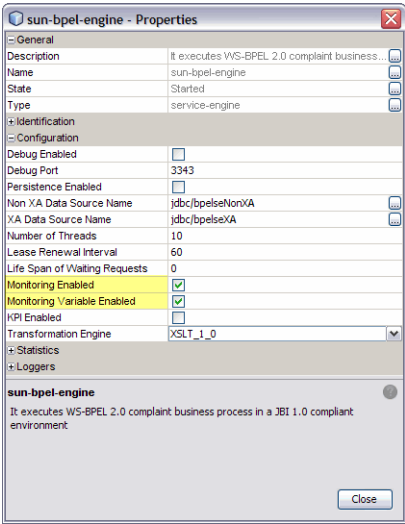 sun-bpel-engine - Properties
General
Description It executes WS-BPEL 2.0 complaint business... ...
Name sun-bpel-engine ...
State Started ...
Type service-engine ...
Identification
Configuration
Debug Enabled
Debug Port 3343
Persistence Enabled
Non XA Data Source Name jdbc/bpelseNonXA ...
XA Data Source Name jdbc/bpelseXA ...
Number of Threads 10
Lease Renewal Interval 60
Life Span of Waiting Requests 0
Monitoring Enabled
Monitoring Variable Enabled
KPI Enabled
Transformation Engine XSLT_1_0
Statistics
Loggers
sun-bpel-engine ?
It executes WS-BPEL 2.0 complaint business process in a JBI 1.0 compliant
environment
Close